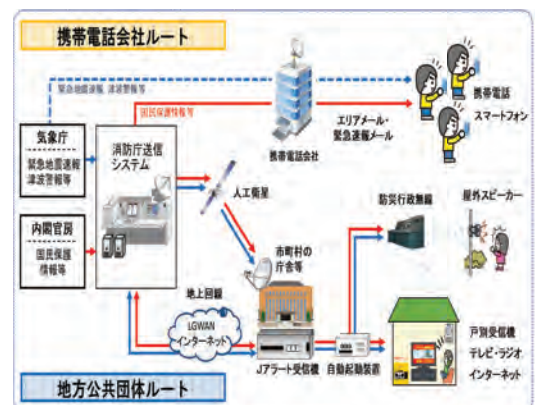 携帯電話会社ルート
緊急地震速報、津波警報等
国民保護情報等
携帯電話
スマートフォン
エリアメール・
緊急速報メール
携帯電話会社
気象庁
緊急地震速報
津波警報等
消防庁送信
システム
人工衛星
防災行政無線
屋外スピーカー
内閣官房
国民保護
情報等
市町村の
庁舎等
地上回線
LGWAN
インターネット
Jアラート受信機
自動起動装置
戸別受信機
テレビ・ラジオ
インターネット
地方公共団体ルート